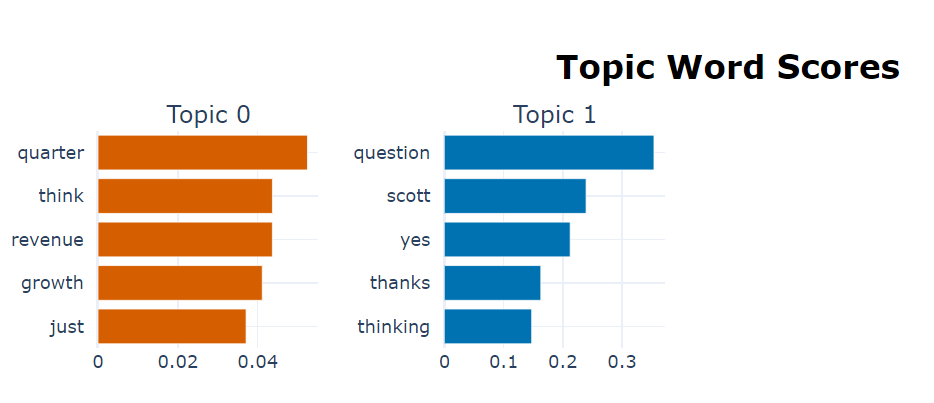 Topic Word Scores
Topic 0
quarter
think
revenue
growth
just
0 0.02 0.04
Topic 1
question
scott
yes
thanks
thinking
0 0.1 0.2 0.3